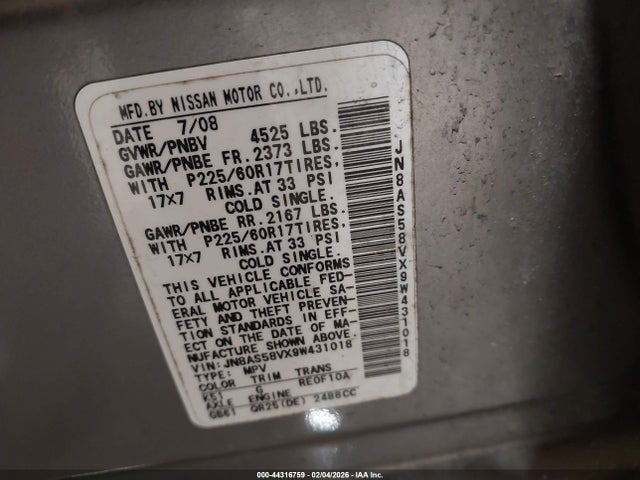 MFD.BY NISSAN MOTOR CO.,LTD.
DATE 7/08
GVWR/PNBV 4525 LBS.
GAWR/PNBE FR.2373 LBS.
WITH P225/60R17TIRES,
17x7 RIMS.AT 33 PSI
COLD SINGLE.
GAWR/PNBE RR.2167 LBS.
WITH P225/60R17TIRES,
17x7 RIMS.AT 33 PSI
COLD SINGLE.
THIS VEHICLE CONFORMS
TO ALL APPLICABLE FED-
ERAL MOTOR VEHICLE SA-
FETY AND THEFT PREVEN-
TION STANDARDS IN EFF-
ECT ON THE DATE OF MA-
NUFACTURE SHOWN ABOVE.
VIN:JN8AS58VX9W431018
TYPE: MPV
COLOR TRIM TRANS
K51 G RE0F10A
AXLE ENGINE
GB61 QR25(DE) 2488CC
JN8AS58VX9W431018
000-44316759 - 02/04/2026 - IAA Inc.